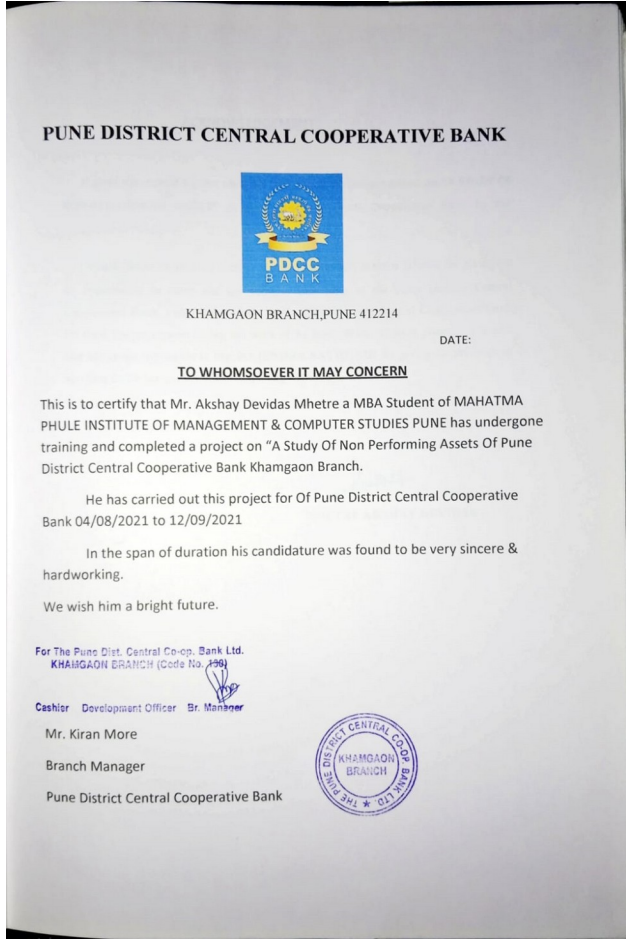 PUNE DISTRICT CENTRAL COOPERATIVE BANK
PDCC
BANK
KHAMGAON BRANCH,PUNE 412214
DATE:
TO WHOMSOEVER IT MAY CONCERN
This is to certify that Mr. Akshay Devidas Mhetre a MBA Student of MAHATMA
PHULE INSTITUTE OF MANAGEMENT & COMPUTER STUDIES PUNE has undergone
training and completed a project on “A Study Of Non Performing Assets Of Pune
District Central Cooperative Bank Khamgaon Branch.
He has carried out this project for Of Pune District Central Cooperative
Bank 04/08/2021 to 12/09/2021
In the span of duration his candidature was found to be very sincere &
hardworking.
We wish him a bright future.
For The Pune Dist. Central Co-op. Bank Ltd.
KHAMGAON BRANCH (Code No.
Cashier Development Officer Br. Manager
Mr. Kiran More
Branch Manager
Pune District Central Cooperative Bank
THE PUNE DISTRICT CENTRAL CO-OP. BANK LTD. ★
KHAMGAON
BRANCH